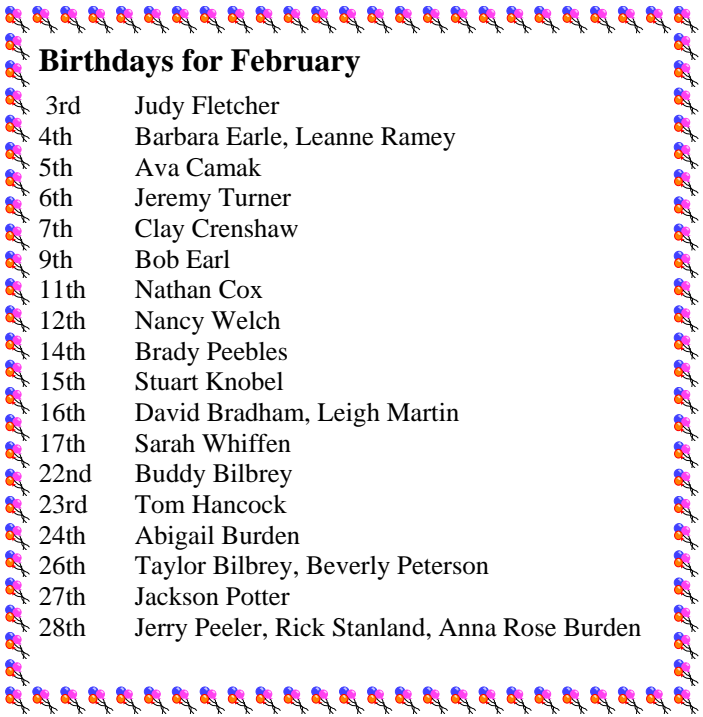 Birthdays for February
3rd Judy Fletcher
4th Barbara Earle, Leanne Ramey
5th Ava Camak
6th Jeremy Turner
7th Clay Crenshaw
9th Bob Earl
11th Nathan Cox
12th Nancy Welch
14th Brady Peebles
15th Stuart Knobel
16th David Bradham, Leigh Martin
17th Sarah Whiffen
22nd Buddy Bilbrey
23rd Tom Hancock
24th Abigail Burden
26th Taylor Bilbrey, Beverly Peterson
27th Jackson Potter
28th Jerry Peeler, Rick Stanland, Anna Rose Burden